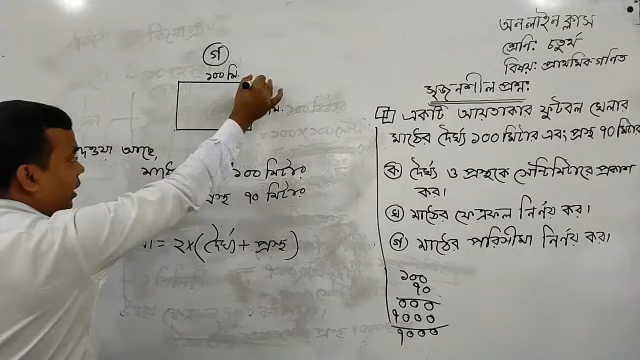 অনলাইন ক্লাস
শ্রেণি: চতুর্থ
বিষয়: প্রাথমিক গণিত
সৃজনশীল প্রশ্ন:
একটি আয়তাকার ফুটবল খেলার
মাঠের দৈর্ঘ্য ১০০ মিটার এবং প্রস্থ ৭০ মিটার
ক দৈর্ঘ্য ও প্রস্থকে সেন্টিমিটারে প্রকাশ
কর।
খ মাঠের ক্ষেত্রফল নির্ণয় কর।
গ মাঠের পরিসীমা নির্ণয় কর।
১০০
৭০
০০০
৭০০০
৭০০০
গ
১০০ মি.
মি.
দেওয়া আছে,
১০০ মিটার
প্রস্থ ৭০ মিটার
= ২×(দৈর্ঘ্য + প্রস্থ)